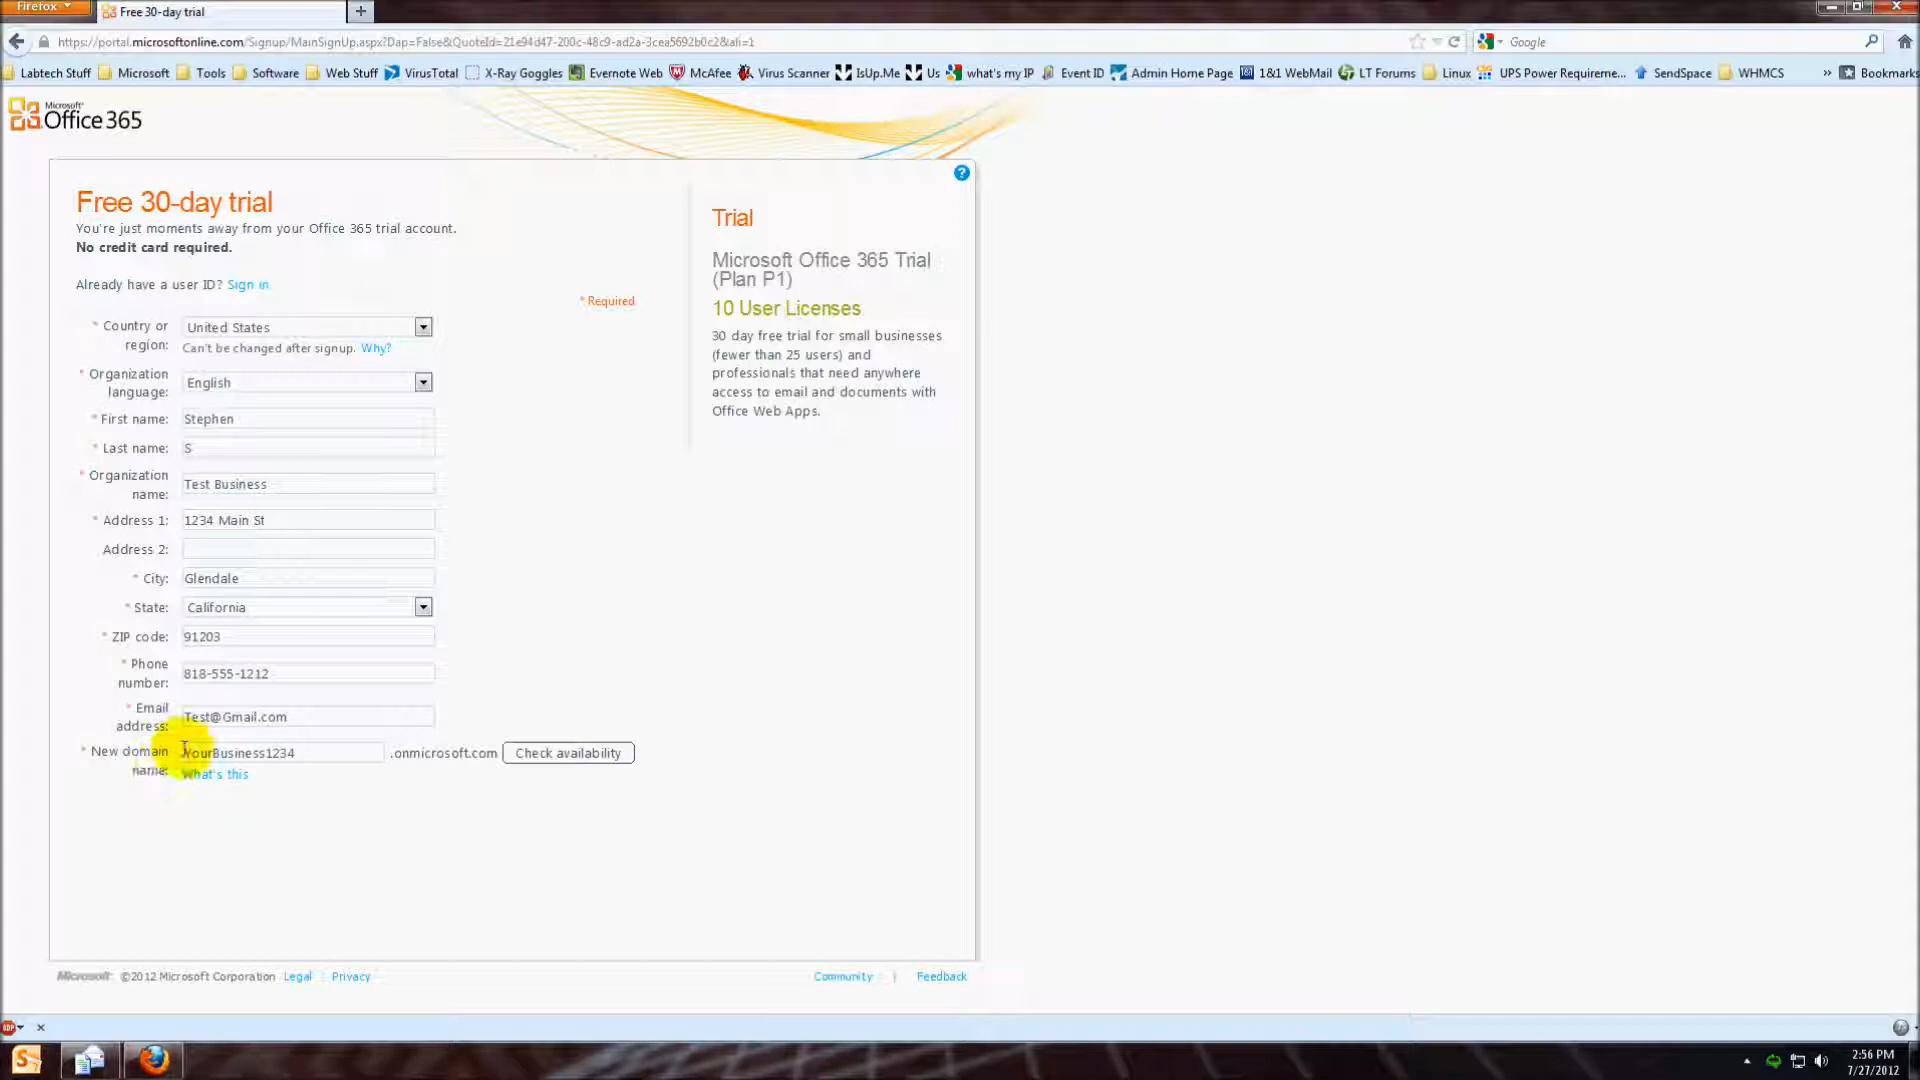 Firefox
Free 30-day trial
https://portal.microsoftonline.com/Signup/MainSignUp.aspx?Dap=False&QuoteId=21e94d47-200c-48c9-ad2a-3cea5692b0c2&ali=1
Google
Labtech Stuff Microsoft Tools Software Web Stuff VirusTotal X-Ray Goggles Evernote Web McAfee Virus Scanner IsUp.Me Us what's my IP Event ID Admin Home Page 1&1 WebMail LT Forums Linux UPS Power Requireme... SendSpace WHMCS » Bookmarks
Microsoft
Office 365
Free 30-day trial
You're just moments away from your Office 365 trial account.
No credit card required.
Already have a user ID? Sign in
* Required
* Country or region: United States
Can't be changed after signup. Why?
* Organization language: English
* First name: Stephen
* Last name: S
* Organization name: Test Business
* Address 1: 1234 Main St
Address 2:
* City: Glendale
* State: California
* ZIP code: 91203
* Phone number: 818-555-1212
* Email address: Test@Gmail.com
* New domain name: YourBusiness1234 .onmicrosoft.com Check availability
What's this
?
Trial
Microsoft Office 365 Trial
(Plan P1)
10 User Licenses
30 day free trial for small businesses
(fewer than 25 users) and
professionals that need anywhere
access to email and documents with
Office Web Apps.
Microsoft ©2012 Microsoft Corporation Legal | Privacy
Community | Feedback
ABP
2:56 PM
7/27/2012